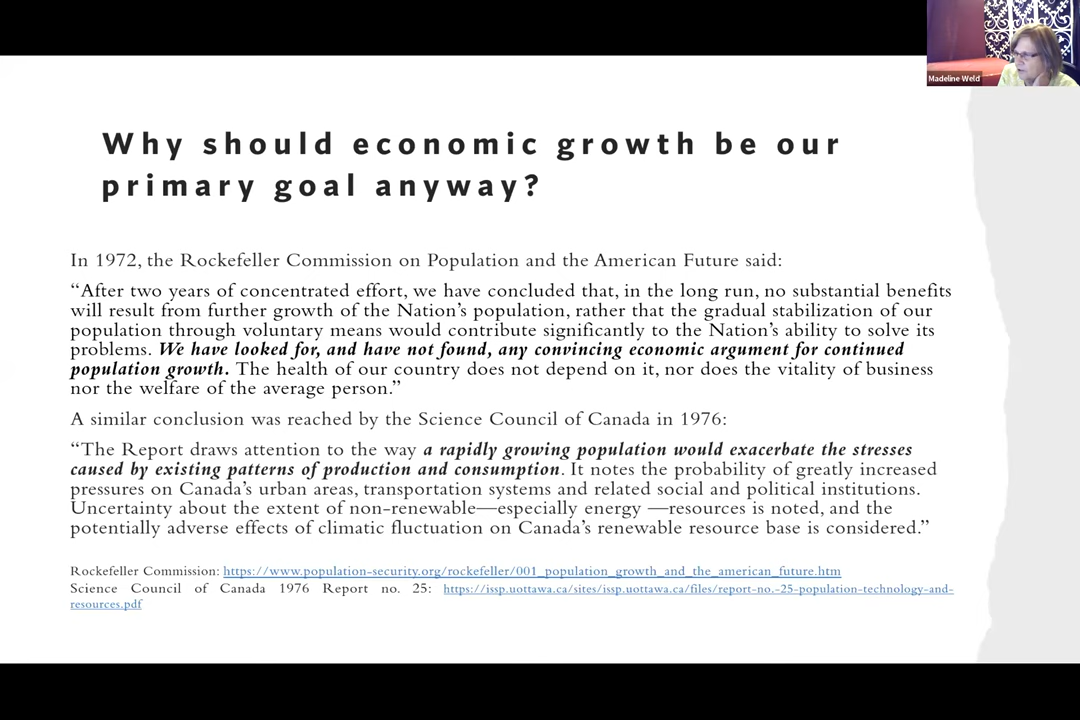 Madeline Weld
Why should economic growth be our
primary goal anyway?
In 1972, the Rockefeller Commission on Population and the American Future said:
“After two years of concentrated effort, we have concluded that, in the long run, no substantial benefits
will result from further growth of the Nation’s population, rather that the gradual stabilization of our
population through voluntary means would contribute significantly to the Nation’s ability to solve its
problems. We have looked for, and have not found, any convincing economic argument for continued
population growth. The health of our country does not depend on it, nor does the vitality of business
nor the welfare of the average person.”
A similar conclusion was reached by the Science Council of Canada in 1976:
“The Report draws attention to the way a rapidly growing population would exacerbate the stresses
caused by existing patterns of production and consumption. It notes the probability of greatly increased
pressures on Canada’s urban areas, transportation systems and related social and political institutions.
Uncertainty about the extent of non-renewable—especially energy —resources is noted, and the
potentially adverse effects of climatic fluctuation on Canada’s renewable resource base is considered.”
Rockefeller Commission: https://www.population-security.org/rockefeller/001_population_growth_and_the_american_future.htm
Science Council of Canada 1976 Report no. 25: https://issp.uottawa.ca/sites/issp.uottawa.ca/files/report-no.-25-population-technology-and-
resources.pdf